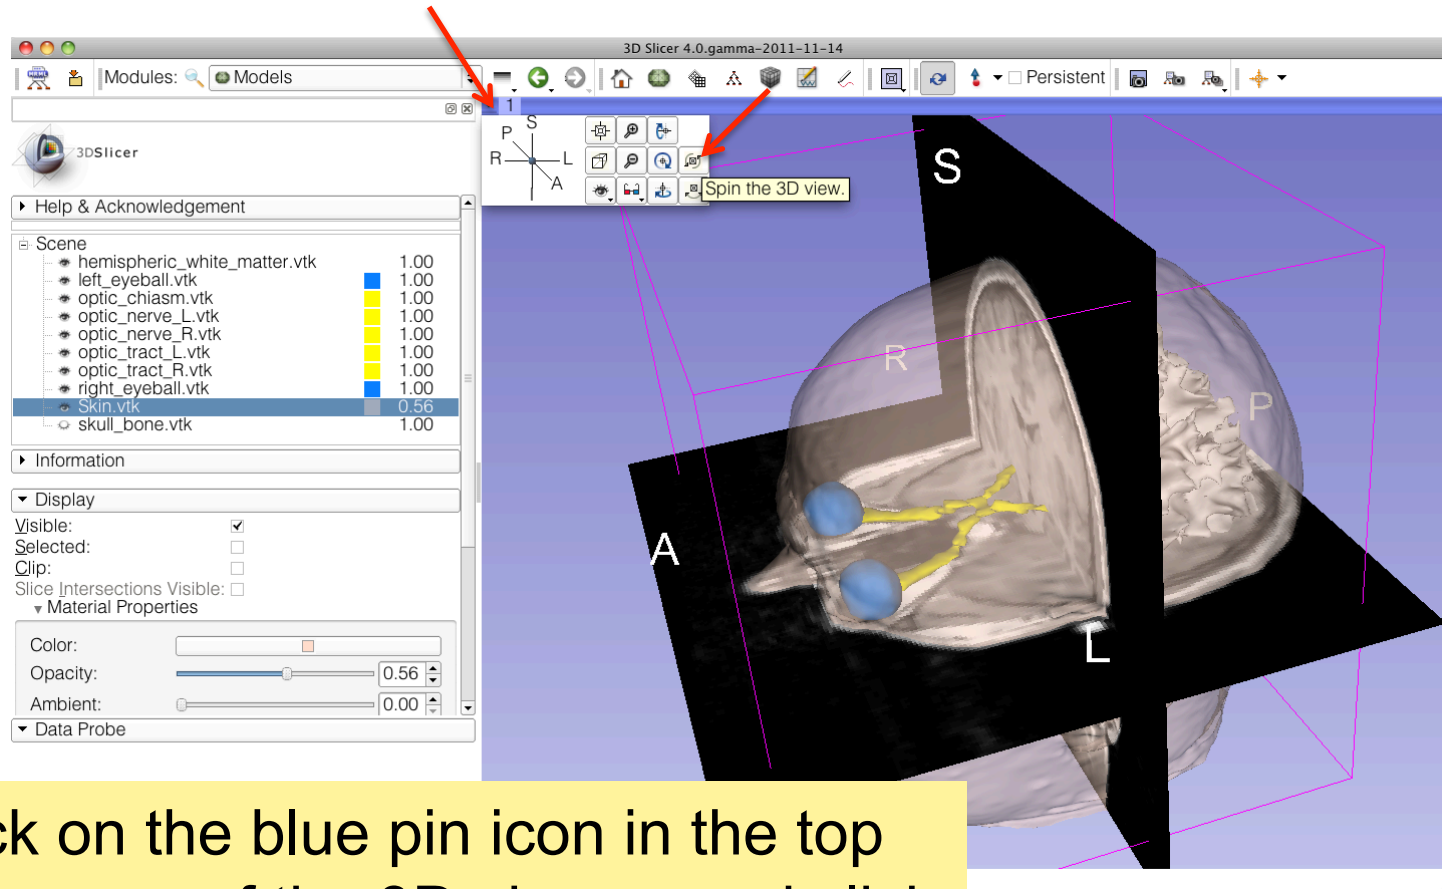 3D Slicer 4.0.gamma-2011-11-14
Modules: Models Persistent
1
3DSlicer
S
P
R L
A
Spin the 3D view.
Help & Acknowledgement
Scene
hemispheric_white_matter.vtk 1.00
left_eyeball.vtk 1.00
optic_chiasm.vtk 1.00
optic_nerve_L.vtk 1.00
optic_nerve_R.vtk 1.00
optic_tract_L.vtk 1.00
optic_tract_R.vtk 1.00
right_eyeball.vtk 1.00
Skin.vtk 0.56
skull_bone.vtk 1.00
Information
Display
Visible:
Selected:
Clip:
Slice Intersections Visible:
Material Properties
Color:
Opacity: 0.56
Ambient: 0.00
Data Probe
S
R
P
A
L
ck on the blue pin icon in the top